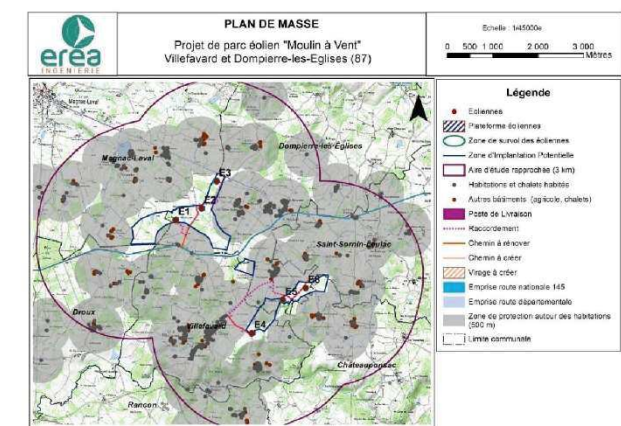 erea
INGENIERIE
PLAN DE MASSE
Projet de parc éolien "Moulin à Vent"
Villefavard et Dompierre-les-Eglises (87)
Echelle : 1/45000e
0 500 1 000 2 000 3 000
Mètres
Légende
Eoliennes
Plateforme éoliennes
Zone de survol des éoliennes
Zone d'Implantation Potentielle
Aire d'étude rapprochée (3 km)
Habitations et chalets habités
Autres bâtiments (agricole, chalets)
Poste de Livraison
Raccordement
Chemin à rénover
Chemin à créer
Virage à créer
Emprise route nationale 145
Emprise route départementale
Zone de protection autour des habitations
(500 m)
Limite communale
Magnac-Laval
Dompierre-les-Églises
Magnac-Laval
E3
E2
E1
Saint-Sornin-Leulac
E6
E5
Droux
Villefavard
E4
Châteauponsac
Rancon